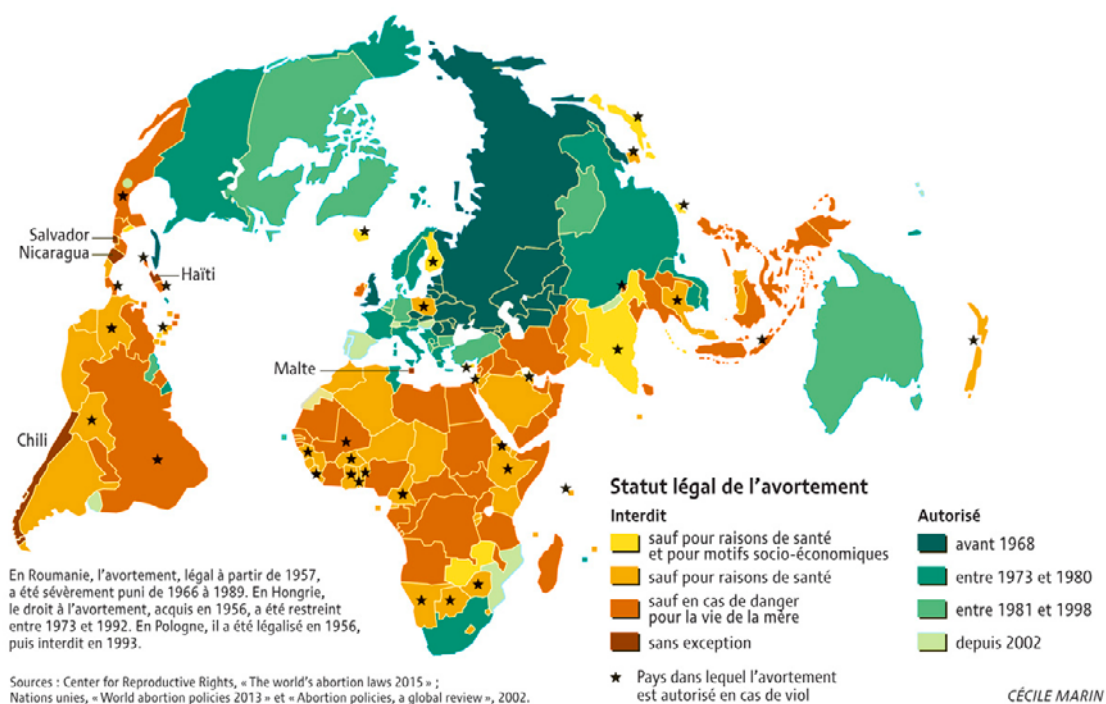 Salvador
Nicaragua
Haïti
Malte
Chili
Statut légal de l’avortement
Interdit
sauf pour raisons de santé
et pour motifs socio-économiques
sauf pour raisons de santé
sauf en cas de danger
pour la vie de la mère
sans exception
Pays dans lequel l’avortement
est autorisé en cas de viol
Autorisé
avant 1968
entre 1973 et 1980
entre 1981 et 1998
depuis 2002
En Roumanie, l’avortement, légal à partir de 1957,
a été sévèrement puni de 1966 à 1989. En Hongrie,
le droit à l’avortement, acquis en 1956, a été restreint
entre 1973 et 1992. En Pologne, il a été légalisé en 1956,
puis interdit en 1993.
Sources : Center for Reproductive Rights, « The world’s abortion laws 2015 » ;
Nations unies, « World abortion policies 2013 » et « Abortion policies, a global review », 2002.
CÉCILE MARIN